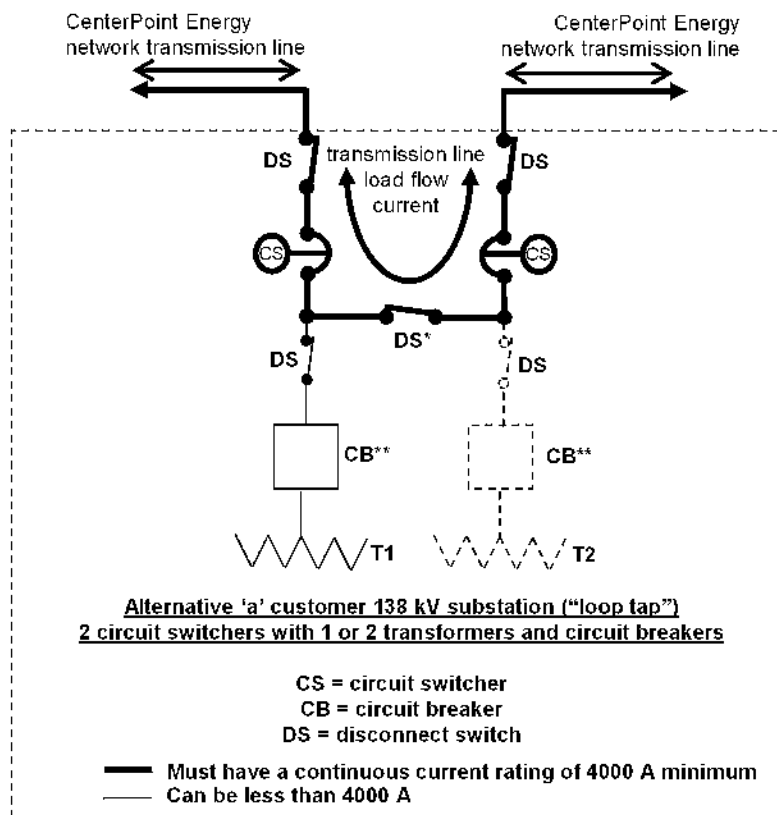 CenterPoint Energy
network transmission line
CenterPoint Energy
network transmission line
DS
transmission line
load flow
current
DS
CS
CS
DS*
DS
DS
CB**
CB**
T1
T2
Alternative ‘a’ customer 138 kV substation (“loop tap”)
2 circuit switchers with 1 or 2 transformers and circuit breakers
CS = circuit switcher
CB = circuit breaker
DS = disconnect switch
Must have a continuous current rating of 4000 A minimum
Can be less than 4000 A